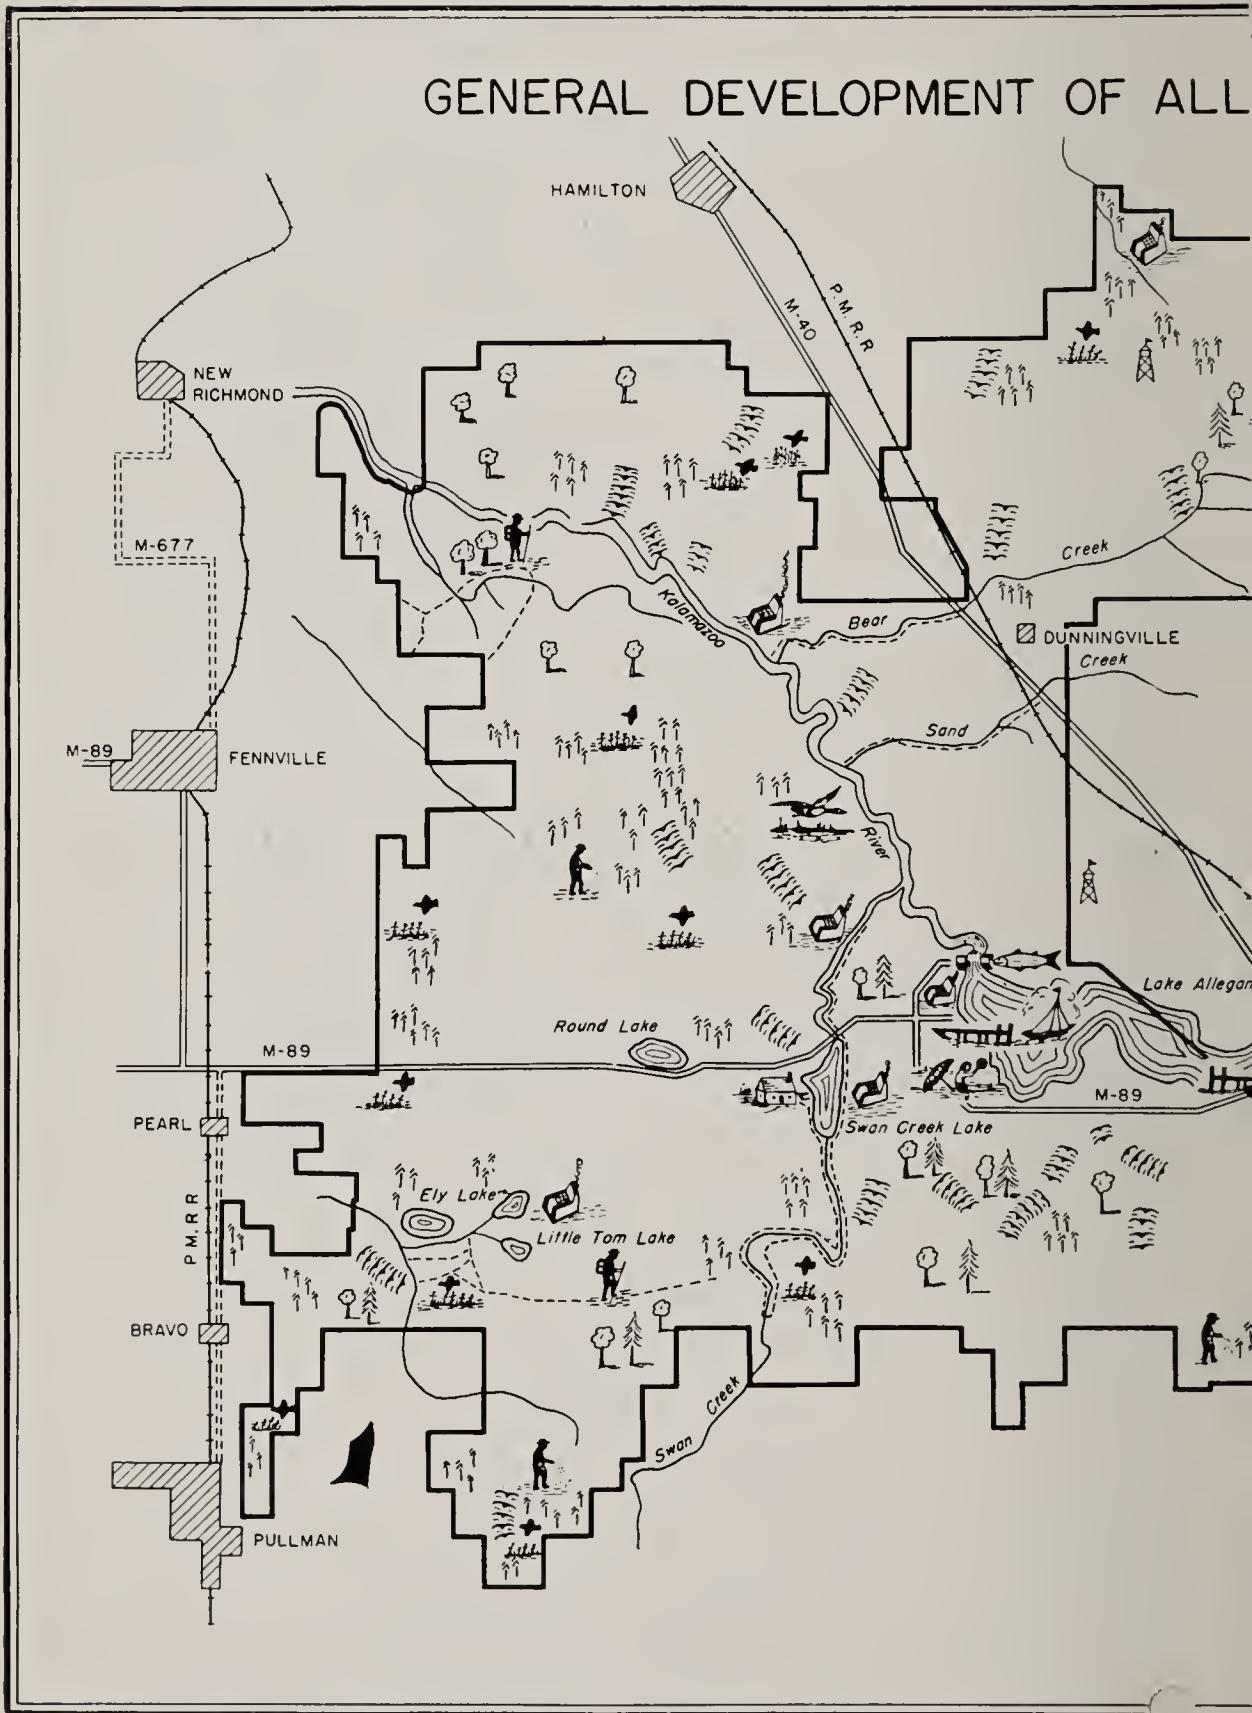 GENERAL DEVELOPMENT OF ALL
HAMILTON
M-40
P.M.R.R
NEW
RICHMOND
M-677
Creek
Kalamazoo
Bear
DUNNINGVILLE
Creek
Sand
M-89
FENNVILLE
River
Lake Allegan
Round Lake
M-89
M-89
PEARL
Swan Creek Lake
Ely Lake
Little Tom Lake
P.M.R R
BRAVO
Swan
Creek
PULLMAN